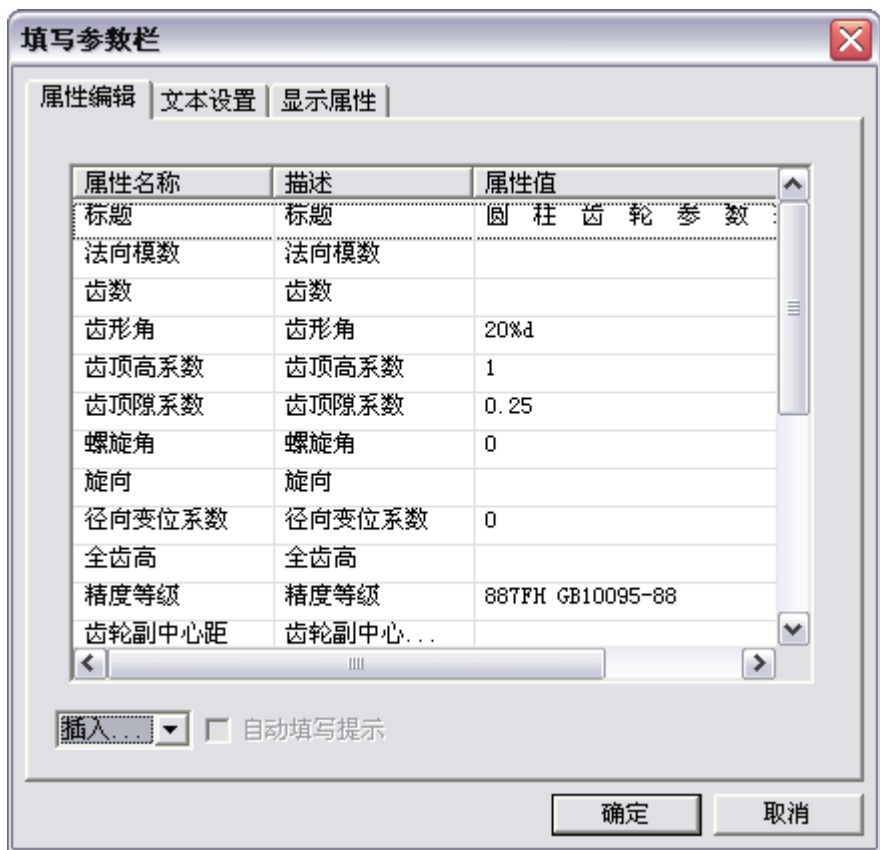 填写参数栏
属性编辑 文本设置 显示属性
属性名称 描述 属性值
标题 标题 圆 柱 齿 轮 参 数
法向模数 法向模数
齿数 齿数
齿形角 齿形角 20%d
齿顶高系数 齿顶高系数 1
齿顶隙系数 齿顶隙系数 0.25
螺旋角 螺旋角 0
旋向 旋向
径向变位系数 径向变位系数 0
全齿高 全齿高
精度等级 精度等级 887FH GB10095-88
齿轮副中心距 齿轮副中心...
插入... 自动填写提示
确定 取消